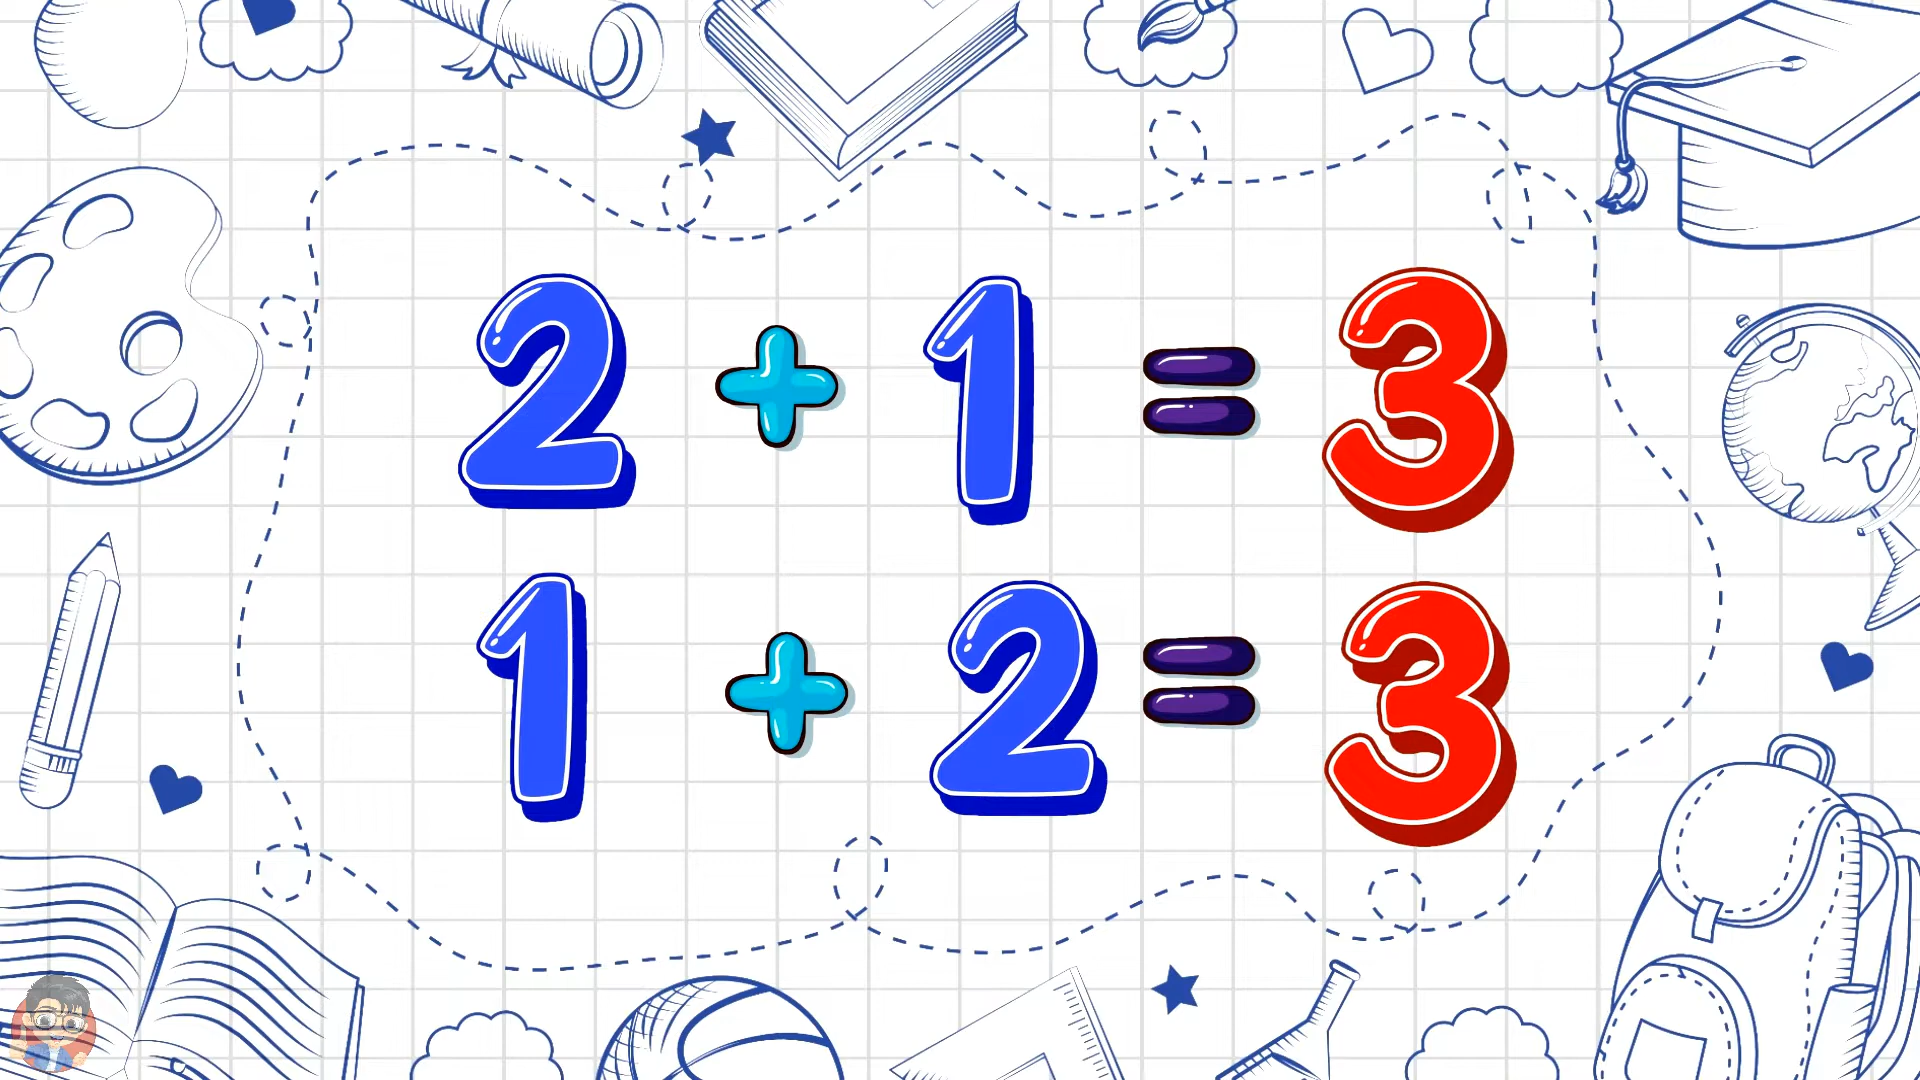 2 + 1 = 3
1 + 2 = 3